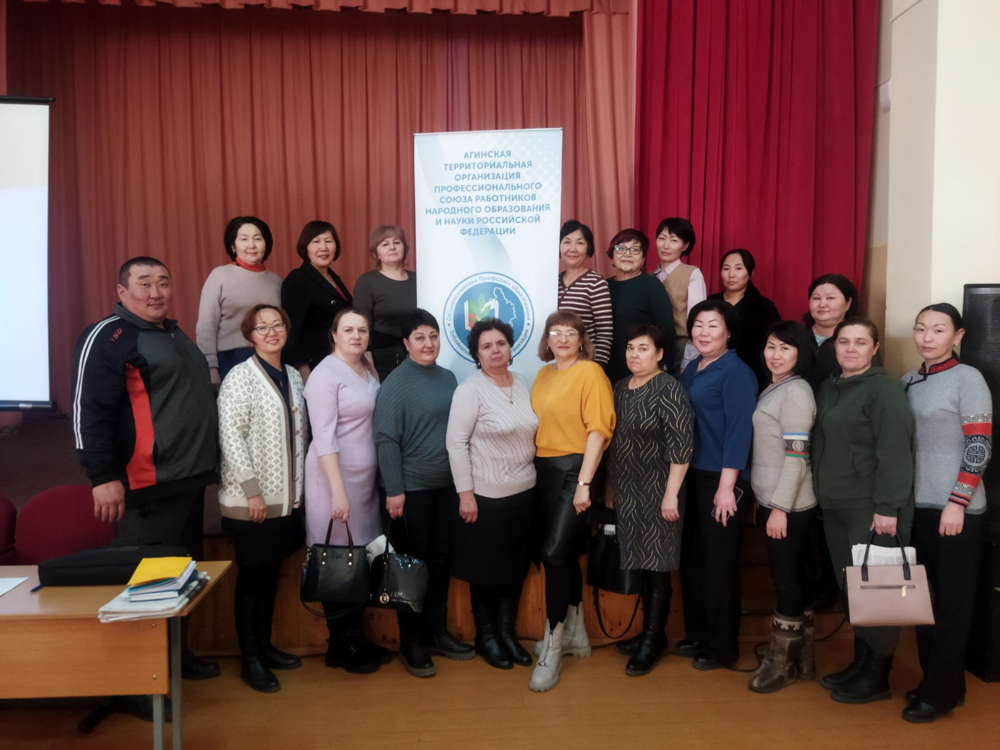 АГИНСКАЯ
ТЕРРИТОРИАЛЬНАЯ
ОРГАНИЗАЦИЯ
ПРОФЕССИОНАЛЬНОГО
СОЮЗА РАБОТНИКОВ
НАРОДНОГО ОБРАЗОВАНИЯ
И НАУКИ РОССИЙСКОЙ
ФЕДЕРАЦИИ
Общероссийский Профсоюз образования